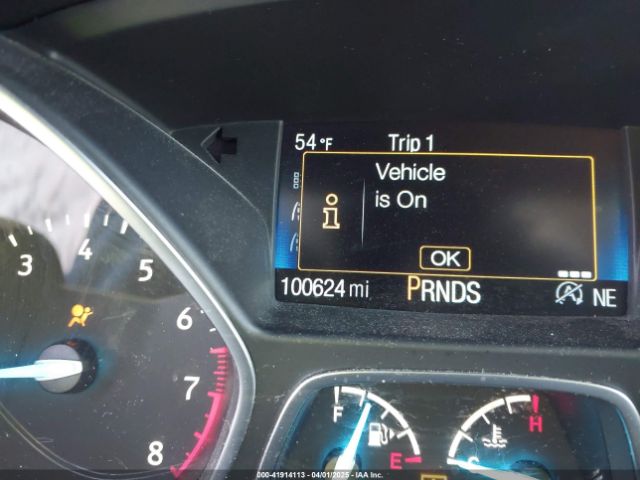 54°F Trip 1
Vehicle
is On
OK
100624 mi PRNDS NE
3 4 5
6
7
8
F
E
H
C
000-41914113 - 04/01/2025 - IAA Inc.